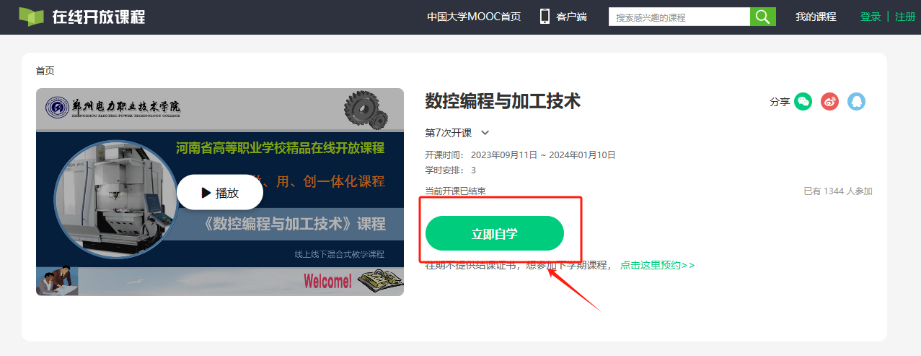 在线开放课程
中国大学MOOC首页
客户端
搜索感兴趣的课程
我的课程
登录 | 注册
首页
郑州电力职业技术学院
ZHENGZHOU ELECTRIC POWER TECHNOLOGY COLLEGE
河南省高等职业学校精品在线开放课程
、用、创一体化课程
播放
《数控编程与加工技术》课程
线上线下混合式教学课程
Welcome!
数控编程与加工技术
分享
第7次开课
开课时间： 2023年09月11日 ~ 2024年01月10日
学时安排： 3
当前开课已结束
已有 1344 人参加
立即自学
往期不提供结课证书，想参加下学期课程， 点击这里预约>>